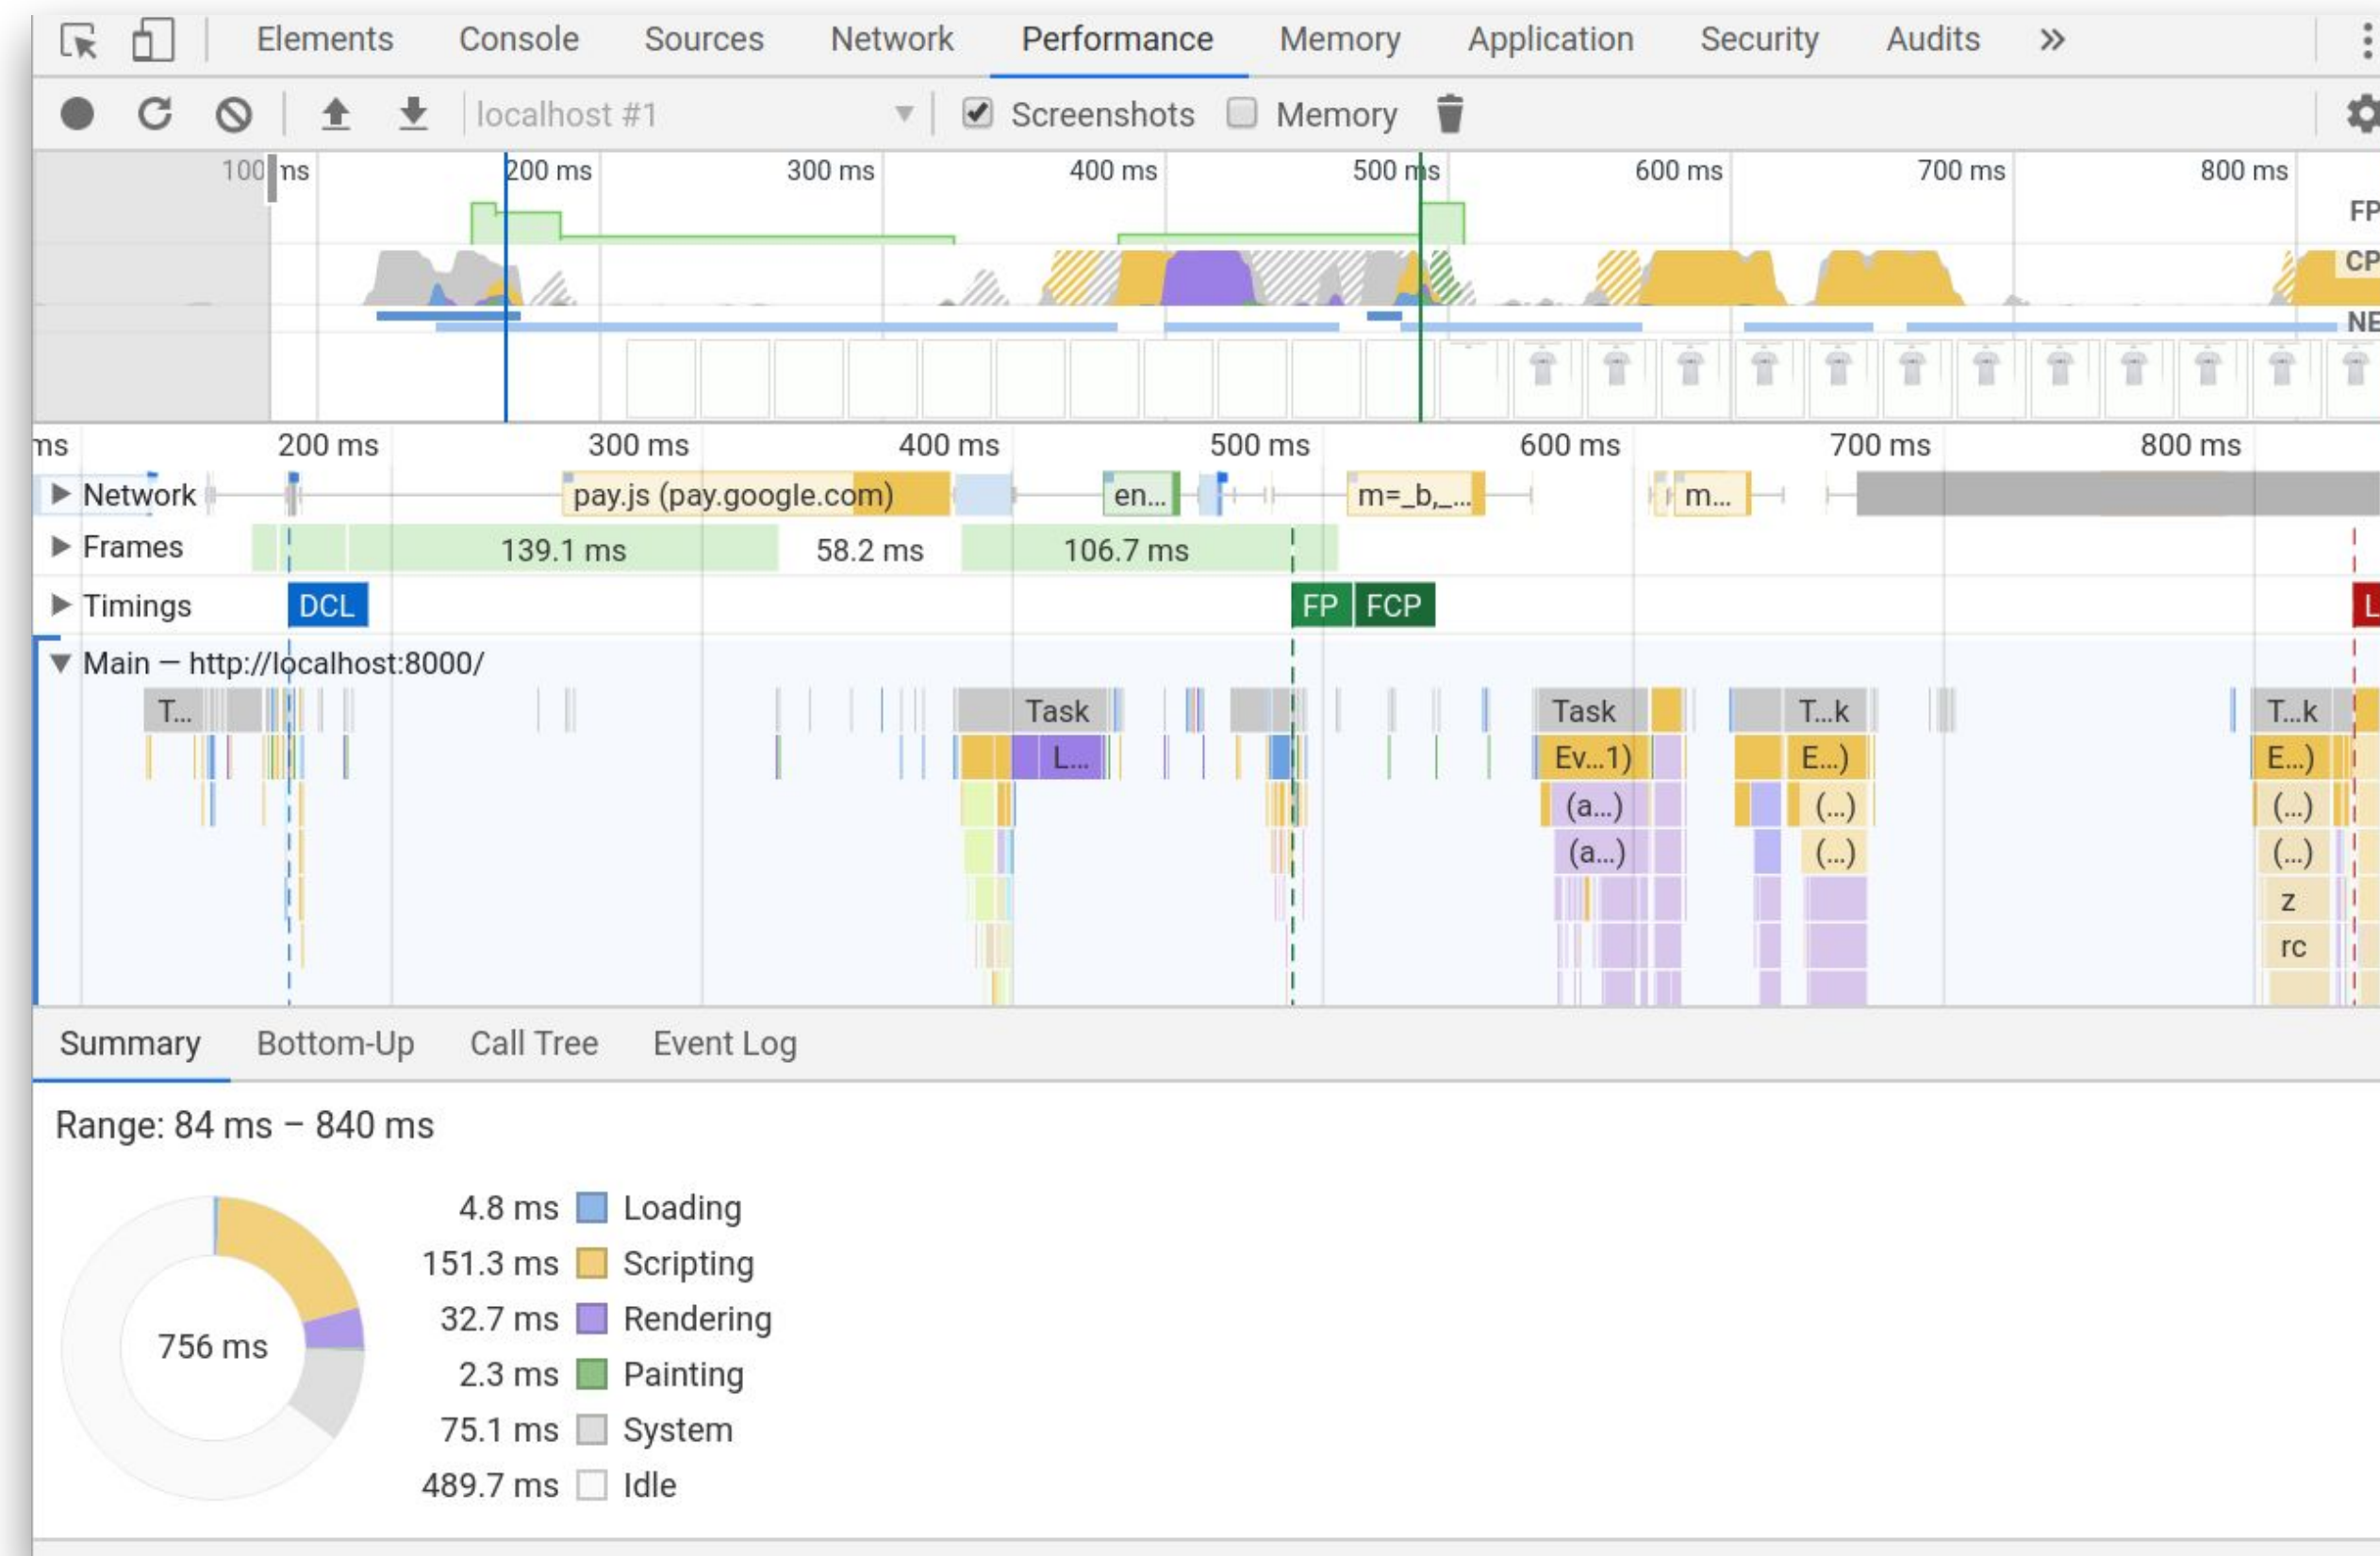 Elements Console Sources Network Performance Memory Application Security Audits »
localhost #1 Screenshots Memory
100 ms 200 ms 300 ms 400 ms 500 ms 600 ms 700 ms 800 ms
FP
CP
NE
ms 200 ms 300 ms 400 ms 500 ms 600 ms 700 ms 800 ms
Network pay.js (pay.google.com) en... m=_b,_... m...
Frames 139.1 ms 58.2 ms 106.7 ms
Timings DCL FP FCP L
Main — http://localhost:8000/
T... Task Task T...k T...k
L... Ev...1) E...) E...)
(a...) (...) (...)
(a...) (...) (...)
z
rc
Summary Bottom-Up Call Tree Event Log
Range: 84 ms – 840 ms
4.8 ms Loading
151.3 ms Scripting
32.7 ms Rendering
756 ms
2.3 ms Painting
75.1 ms System
489.7 ms Idle